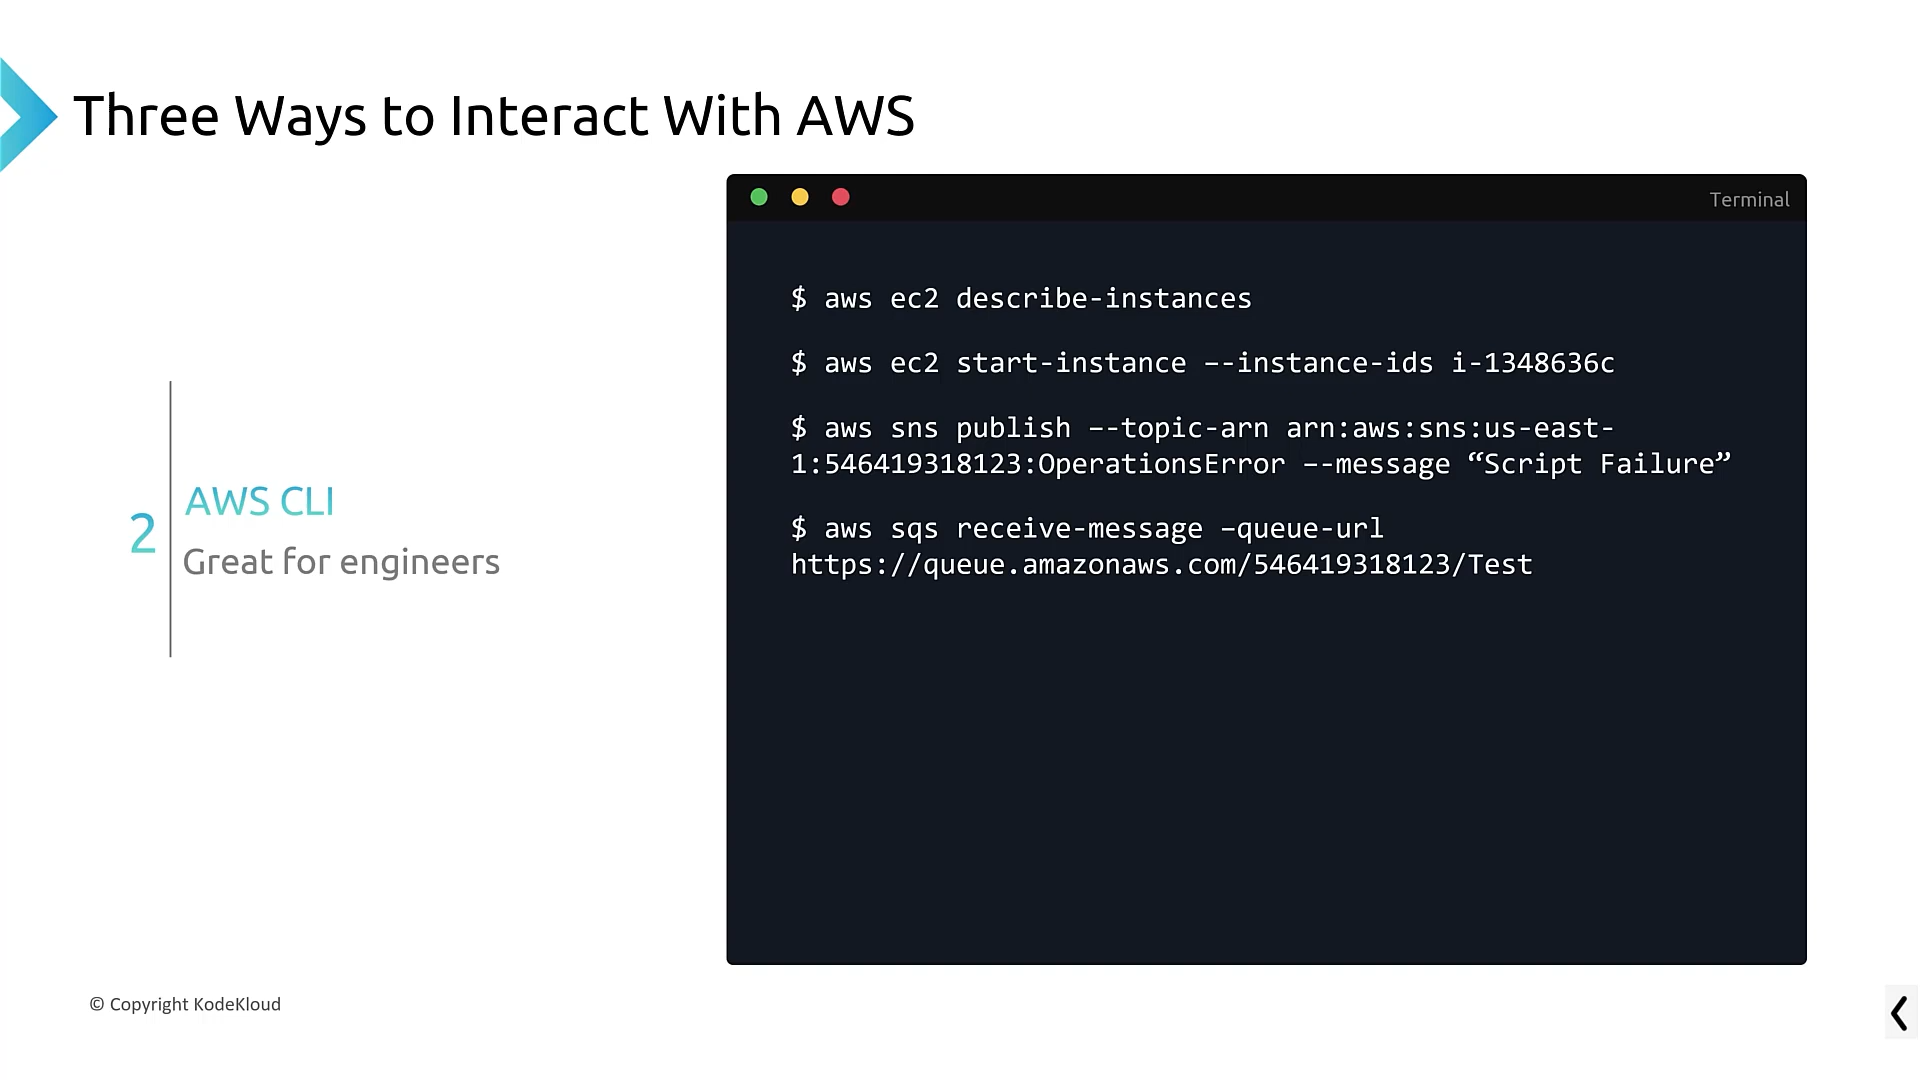 Three Ways to Interact With AWS
Terminal
$ aws ec2 describe-instances
$ aws ec2 start-instance –-instance-ids i-1348636c
$ aws sns publish –-topic-arn arn:aws:sns:us-east-
1:546419318123:OperationsError –-message “Script Failure”
$ aws sqs receive-message –queue-url
https://queue.amazonaws.com/546419318123/Test
2
AWS CLI
Great for engineers
© Copyright KodeKloud